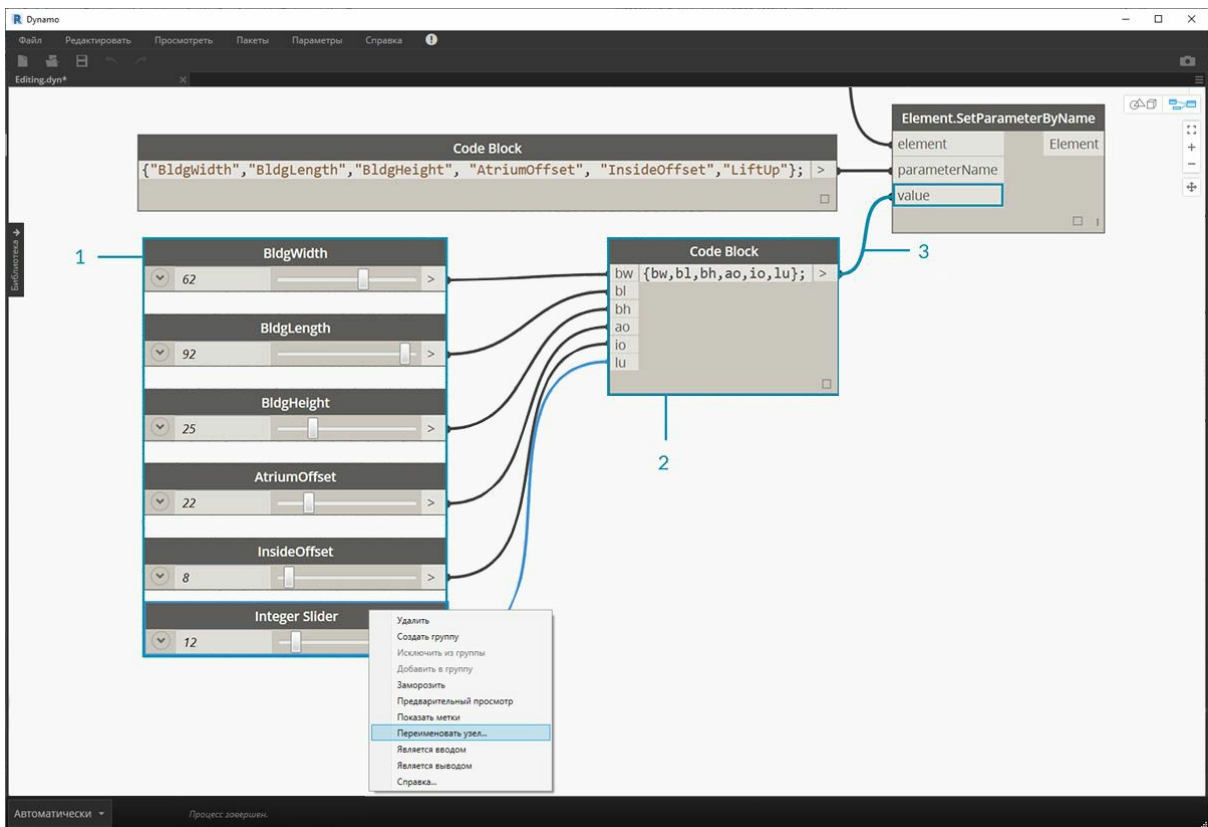 R Dynamo
Файл Редактировать Просмотреть Пакеты Параметры Справка !
Editing.dyn*
Element.SetParameterByName
element Element
parameterName
value
Code Block
{"BldgWidth","BldgLength","BldgHeight", "AtriumOffset", "InsideOffset","LiftUp"}; >
Библиотека
1
BldgWidth
62 >
BldgLength
92 >
BldgHeight
25 >
AtriumOffset
22 >
InsideOffset
8 >
Integer Slider
12
Code Block
bw {bw,bl,bh,ao,io,lu}; >
bl
bh
ao
io
lu
2
3
Удалить
Создать группу
Исключить из группы
Добавить в группу
Заморозить
Предварительный просмотр
Показать метки
Переименовать узел...
Является вводом
Является выводом
Справка...
Автоматически
Процесс завершен.